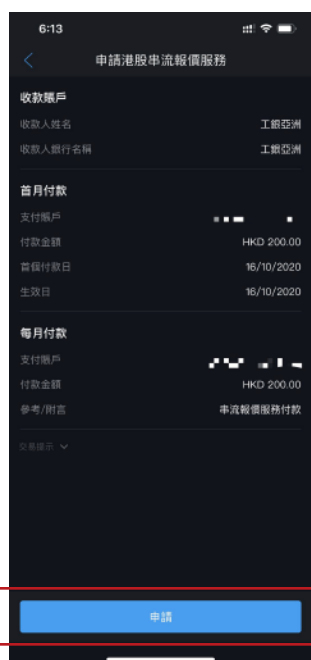 6:13
申請港股串流報價服務
收款賬戶
收款人姓名 工銀亞洲
收款人銀行名稱 工銀亞洲
首月付款
支付賬戶
付款金額 HKD 200.00
首個付款日 16/10/2020
生效日 16/10/2020
每月付款
支付賬戶
付款金額 HKD 200.00
參考/附言 串流報價服務付款
交易提示
申請